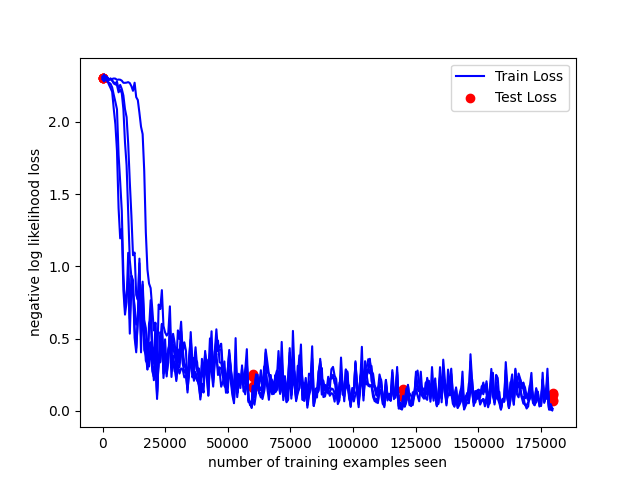 Train Loss
Test Loss
negative log likelihood loss
2.0
1.5
1.0
0.5
0.0
0 25000 50000 75000 100000 125000 150000 175000
number of training examples seen